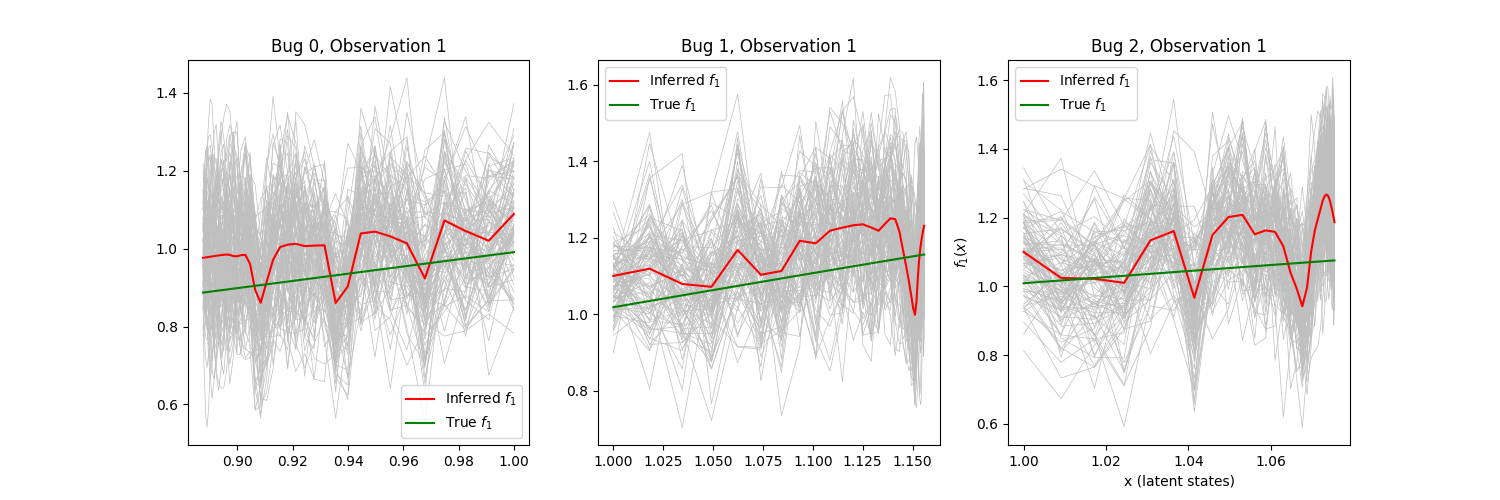 Bug 0, Observation 1
1.4
1.2
1.0
0.8
0.6
0.90 0.92 0.94 0.96 0.98 1.00
Inferred f₁
True f₁
Bug 1, Observation 1
1.6
1.4
1.2
1.0
0.8
1.000 1.025 1.050 1.075 1.100 1.125 1.150
Inferred f₁
True f₁
Bug 2, Observation 1
f₁(x)
1.6
1.4
1.2
1.0
0.8
0.6
1.00 1.02 1.04 1.06
x (latent states)
Inferred f₁
True f₁